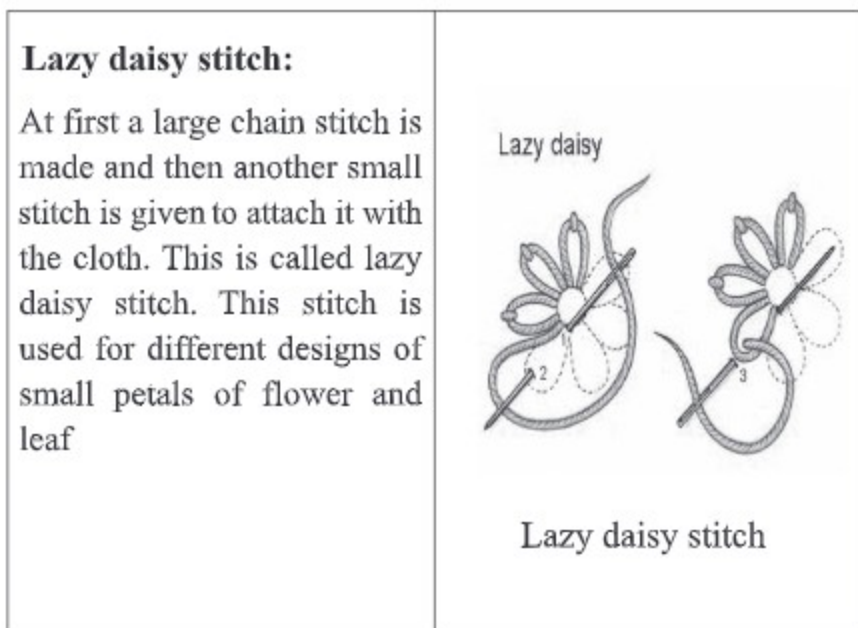 Lazy daisy stitch:
At first a large chain stitch is
made and then another small
stitch is given to attach it with
the cloth. This is called lazy
daisy stitch. This stitch is
used for different designs of
small petals of flower and
leaf
Lazy daisy
2
3
Lazy daisy stitch